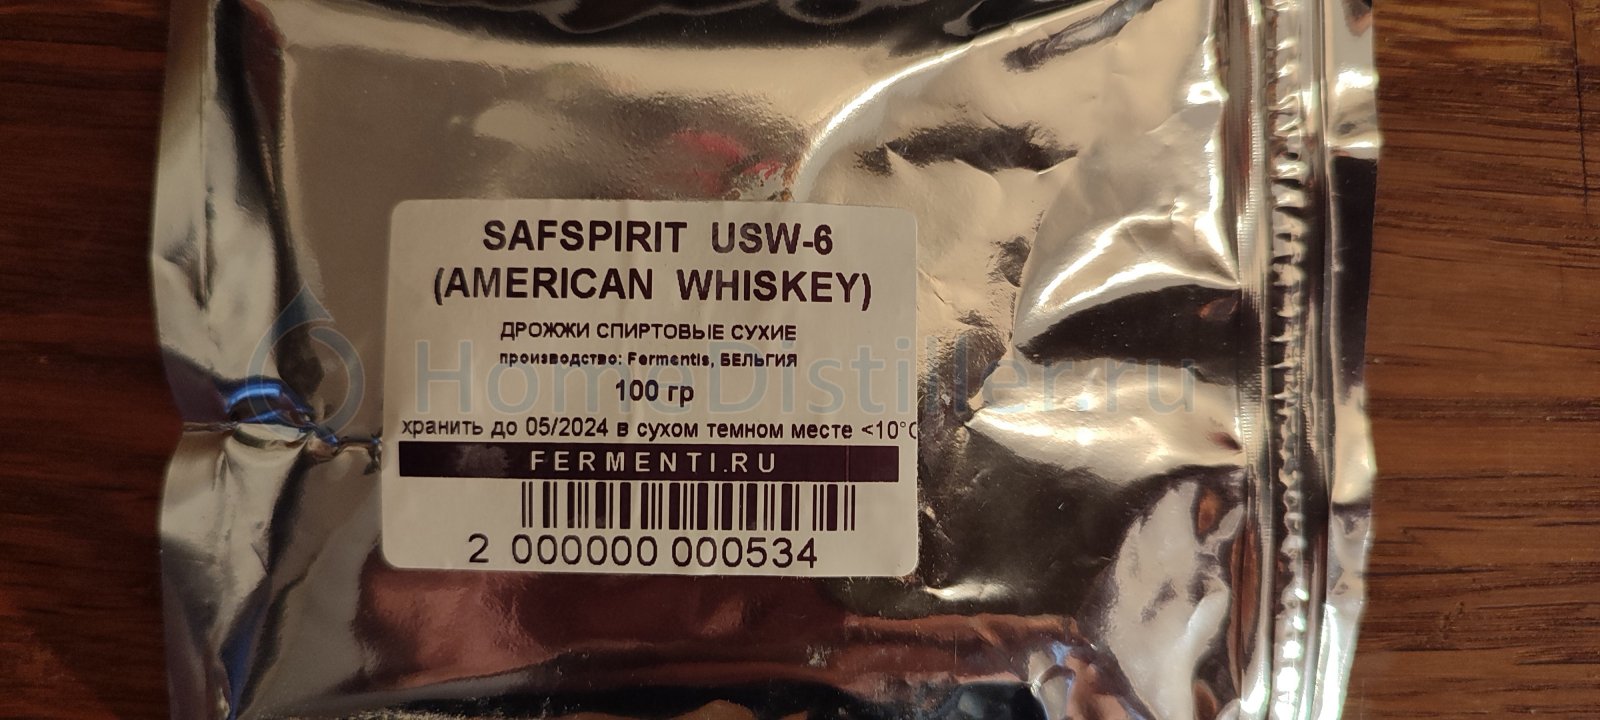 SAFSPIRIT USW-6
(AMERICAN WHISKEY)
ДРОЖЖИ СПИРТОВЫЕ СУХИЕ
производство: Fermentis, БЕЛЬГИЯ
100 гр
хранить до 05/2024 в сухом темном месте <10°C
FERMENTI.RU
2 000000 000534
HomeDistiller.ru